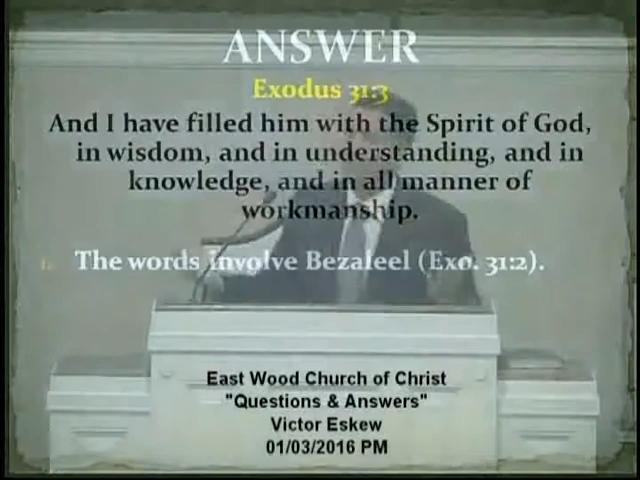 ANSWER
Exodus 31:3
And I have filled him with the Spirit of God,
in wisdom, and in understanding, and in
knowledge, and in all manner of
workmanship.
1. The words involve Bezaleel (Exo. 31:2).
East Wood Church of Christ
"Questions & Answers"
Victor Eskew
01/03/2016 PM